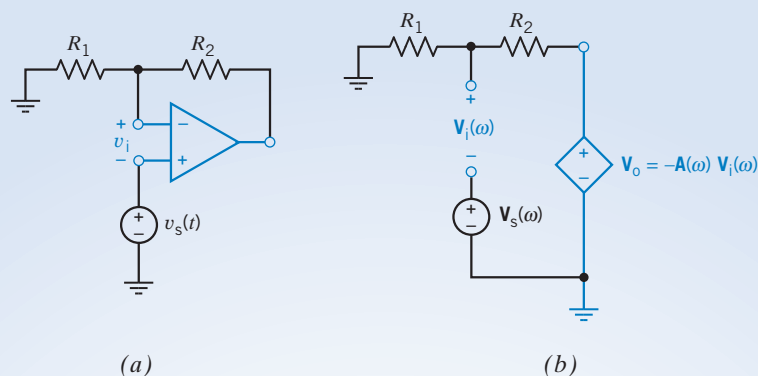 R1 R2
+ −
vi
− +
+
− vs(t)
(a)
R1 R2
+
Vi(ω)
−
+
− Vs(ω)
+
− Vo = −A(ω) Vi(ω)
(b)